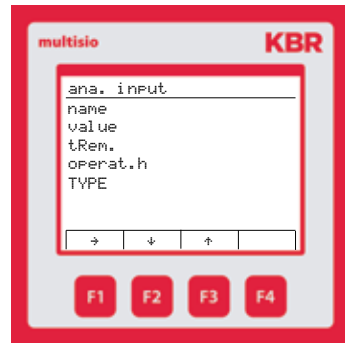 multisio KBR
ana. input
name
value
tRem.
operat.h
TYPE
→ ↓ ↑
F1 F2 F3 F4